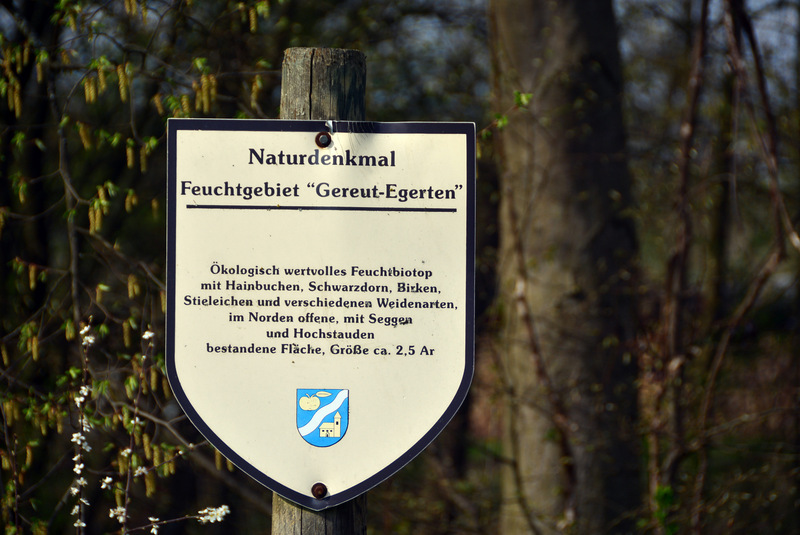 Naturdenkmal
Feuchtgebiet “Gereut-Egerten”
Ökologisch wertvolles Feuchtbiotop
mit Hainbuchen, Schwarzdorn, Birken,
Stieleichen und verschiedenen Weidenarten,
im Norden offene, mit Seggen
und Hochstauden
bestandene Fläche, Größe ca. 2,5 Ar